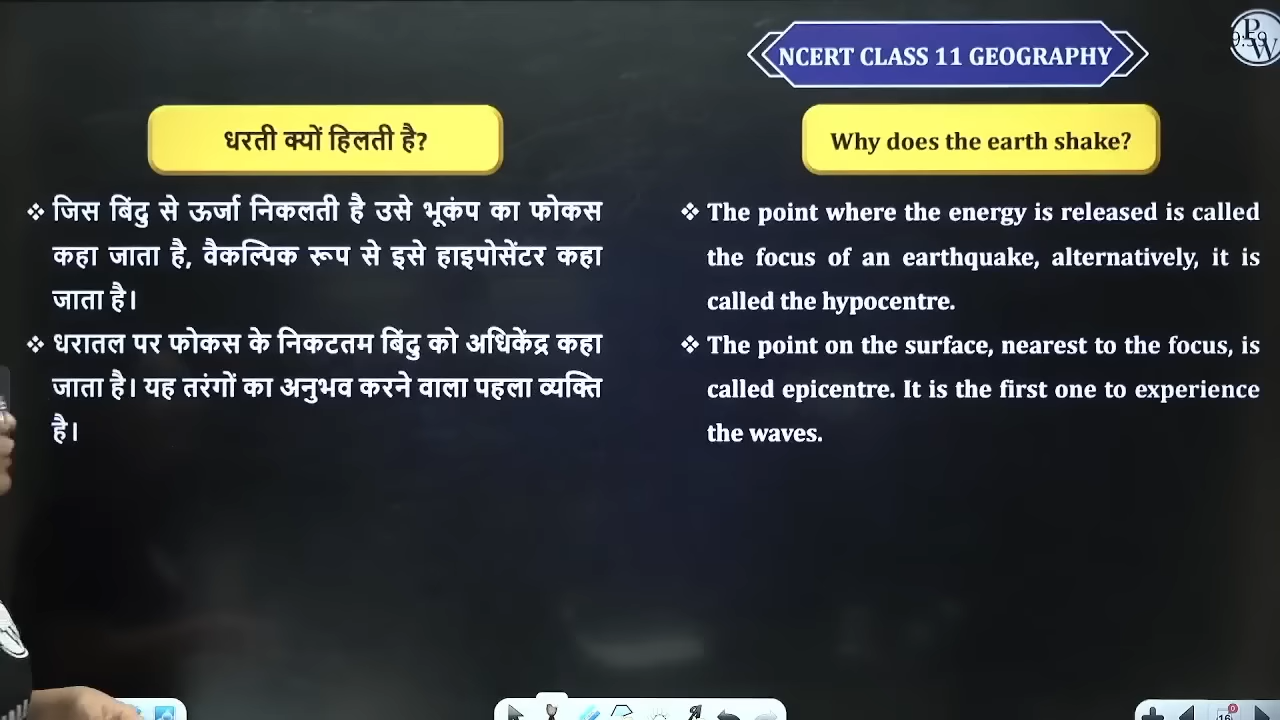 NCERT CLASS 11 GEOGRAPHY
PW
9:59
धरती क्यों हिलती है?
❖ जिस बिंदु से ऊर्जा निकलती है उसे भूकंप का फोकस
कहा जाता है, वैकल्पिक रूप से इसे हाइपोसेंटर कहा
जाता है।
❖ धरातल पर फोकस के निकटतम बिंदु को अधिकेंद्र कहा
जाता है। यह तरंगों का अनुभव करने वाला पहला व्यक्ति
है।
Why does the earth shake?
❖ The point where the energy is released is called
the focus of an earthquake, alternatively, it is
called the hypocentre.
❖ The point on the surface, nearest to the focus, is
called epicentre. It is the first one to experience
the waves.
16